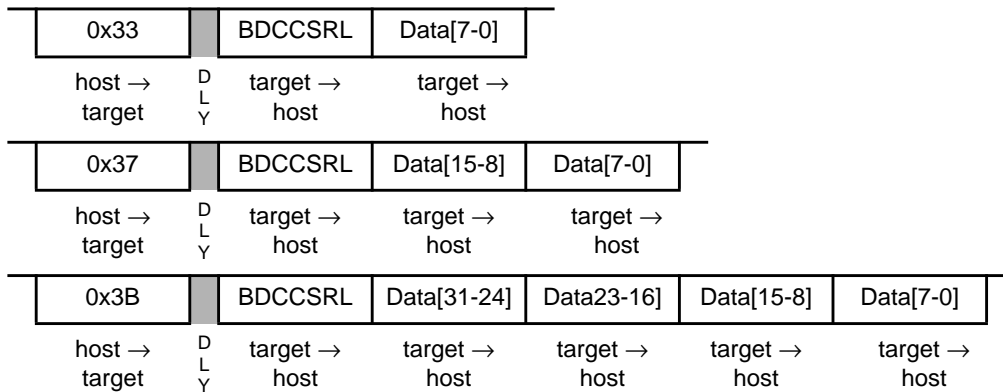 0x33 BDCCSRL Data[7-0]
host → D target → target →
target L host host
Y
0x37 BDCCSRL Data[15-8] Data[7-0]
host → D target → target → target →
target L host host host
Y
0x3B BDCCSRL Data[31-24] Data23-16] Data[15-8] Data[7-0]
host → D target → target → target → target → target →
target L host host host host host
Y